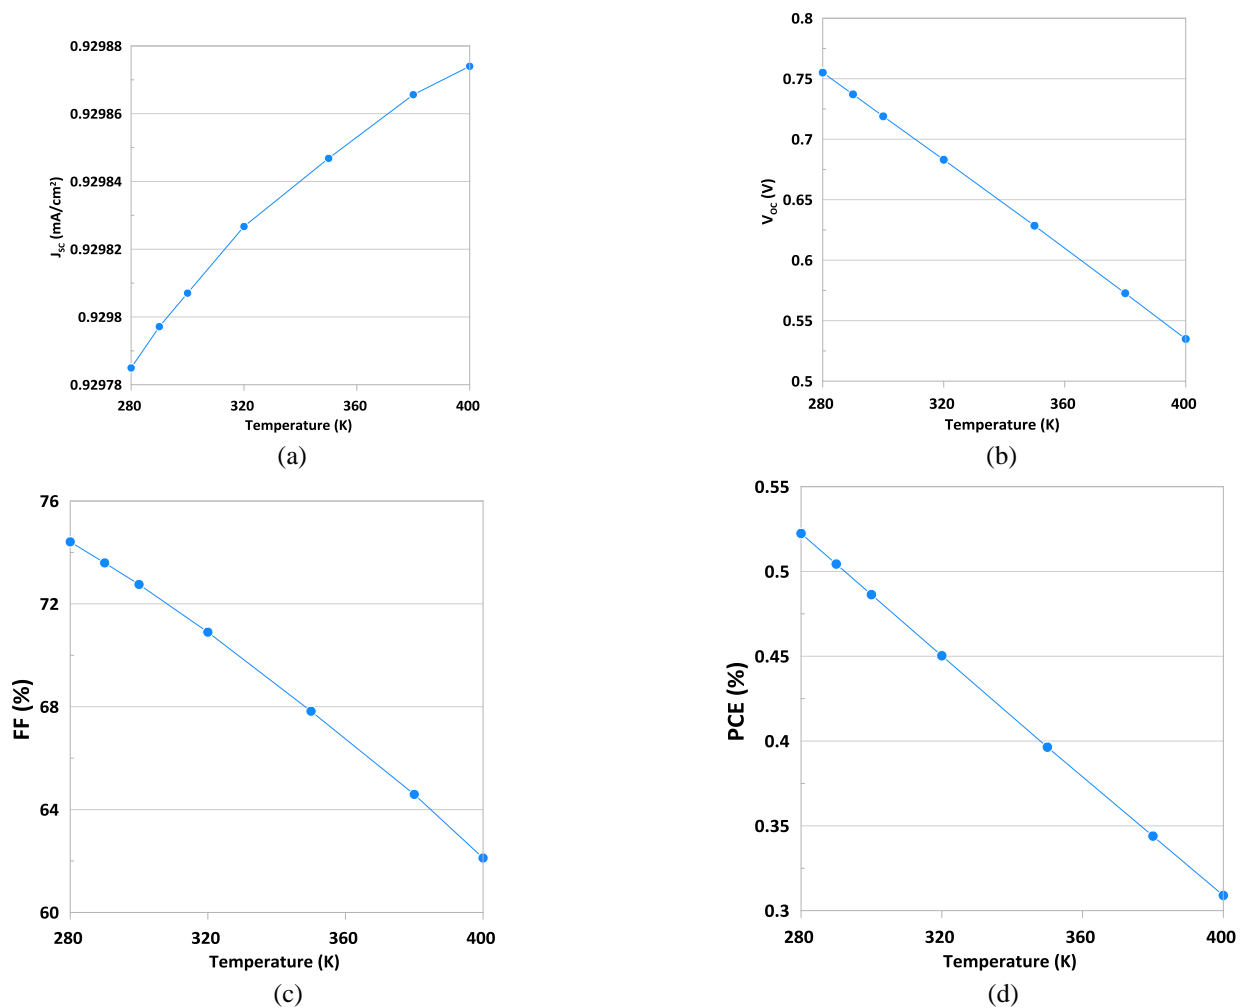 0.92988
0.92986
0.92984
0.92982
0.9298
0.92978
J_sc (mA/cm²)
280 320 360 400
Temperature (K)
(a)
0.8
0.75
0.7
0.65
0.6
0.55
0.5
V_OC (V)
280 320 360 400
Temperature (K)
(b)
76
72
68
64
60
FF (%)
280 320 360 400
Temperature (K)
(c)
0.55
0.5
0.45
0.4
0.35
0.3
PCE (%)
280 320 360 400
Temperature (K)
(d)